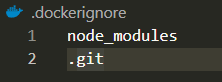 .dockerignore
1 node_modules
2 .git